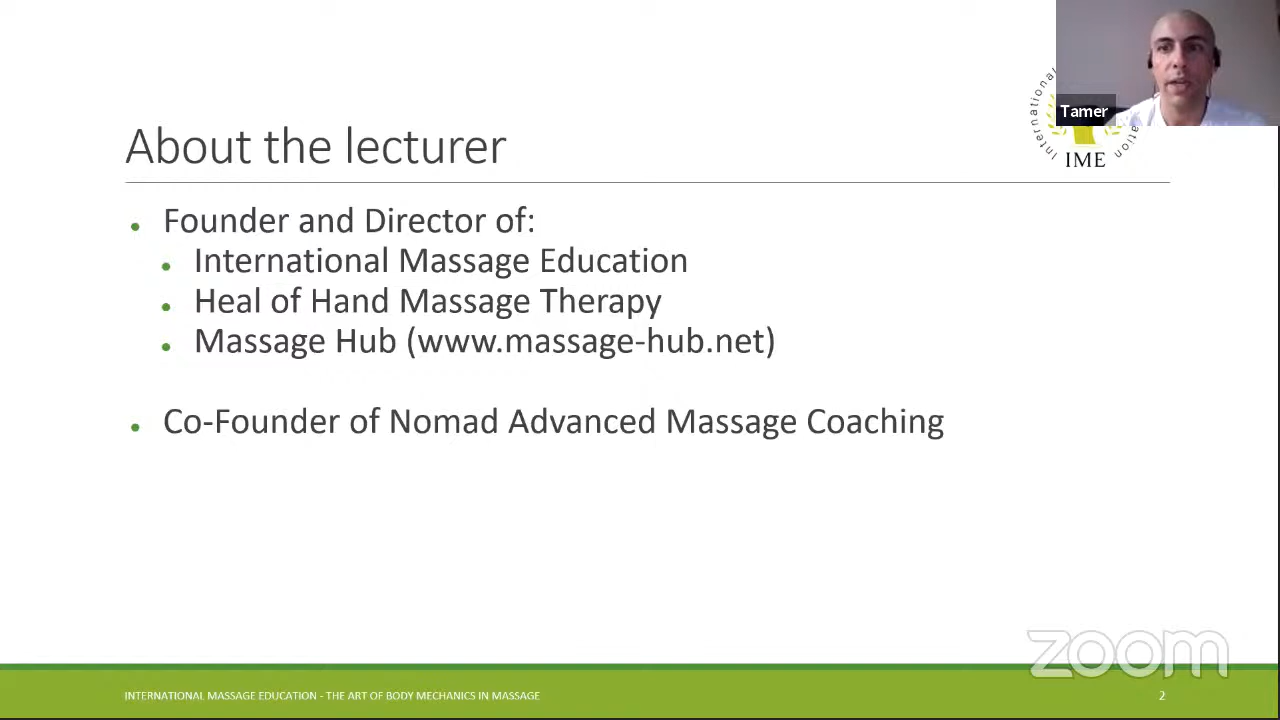 About the lecturer
International
ation
IME
Tamer
Founder and Director of:
International Massage Education
Heal of Hand Massage Therapy
Massage Hub (www.massage-hub.net)
Co-Founder of Nomad Advanced Massage Coaching
zoom
INTERNATIONAL MASSAGE EDUCATION - THE ART OF BODY MECHANICS IN MASSAGE
2